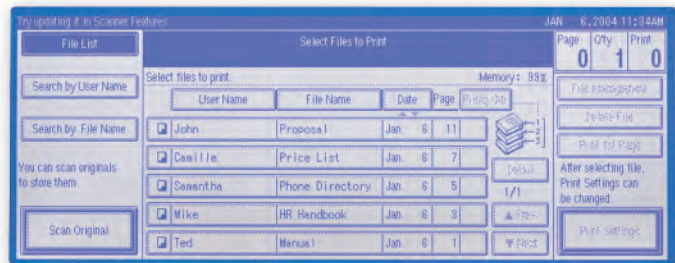 Try updating it in Scanner Features
JAN 6,2004 11:34AM
File List
Select Files to Print
Page Q'ty Print
0 1 0
Select files to print.
Memory: 99%
Search by User Name
User Name File Name Date Page
File Management
Delete File
Print 1st Page
Search by File Name
John Proposal Jan. 6 11
1
2
3
Camille Price List Jan. 6 7
You can scan originals
to store them
Detail
After selecting file,
Print Settings can
be changed.
Samantha Phone Directory Jan. 6 5
1/1
Mike HR Handbook Jan. 6 3
▲ Prev.
Scan Original
Print Settings
Ted Manual Jan. 6 1
▼ Next